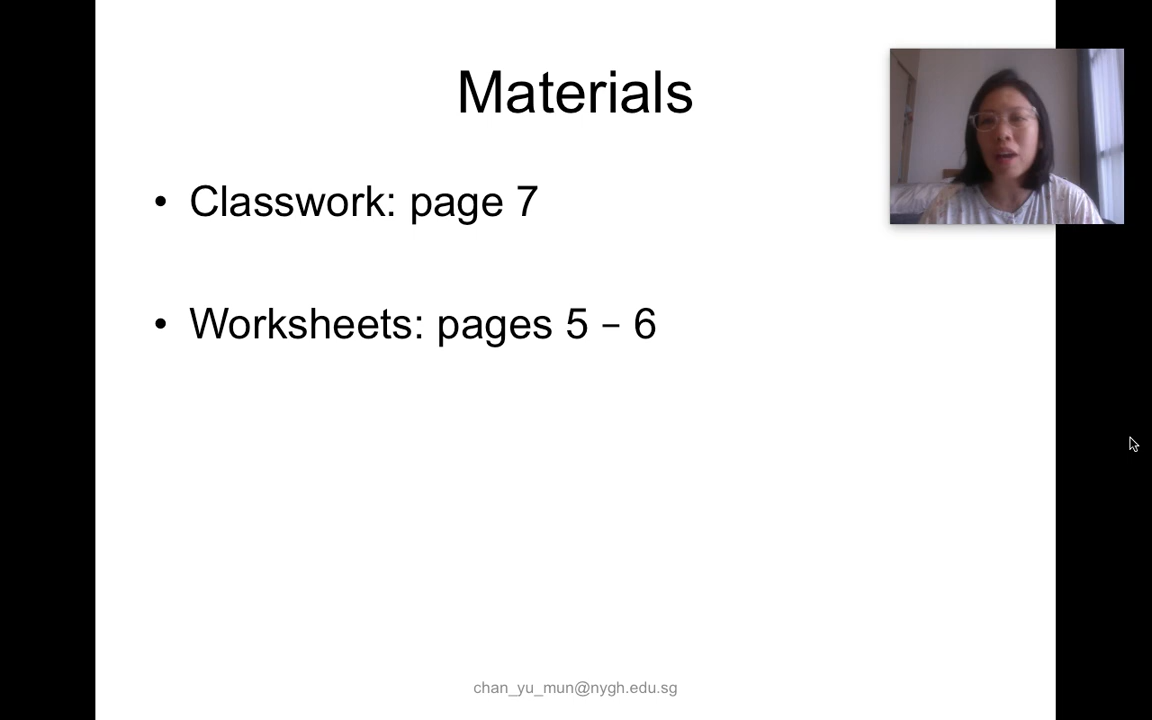 Materials
• Classwork: page 7
• Worksheets: pages 5 – 6
chan_yu_mun@nygh.edu.sg